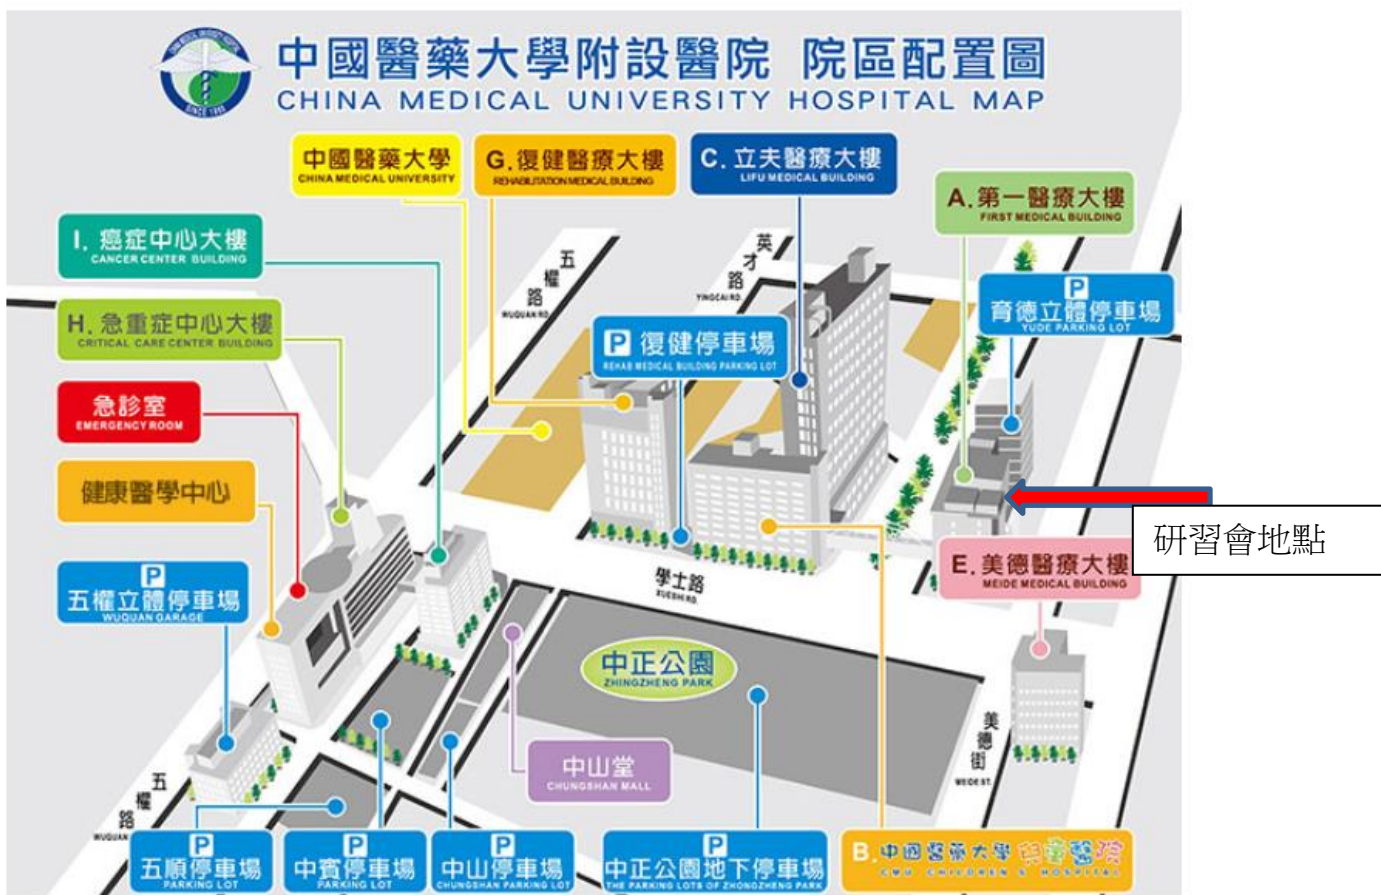 中國醫藥大學附設醫院 院區配置圖
CHINA MEDICAL UNIVERSITY HOSPITAL MAP
CHINA MEDICAL UNIVERSITY HOSPITAL
SINCE 1980
中國醫藥大學
CHINA MEDICAL UNIVERSITY
G.復健醫療大樓
REHABILITATION MEDICAL BUILDING
C.立夫醫療大樓
LIFU MEDICAL BUILDING
A.第一醫療大樓
FIRST MEDICAL BUILDING
I.癌症中心大樓
CANCER CENTER BUILDING
五權路
WUQUAN RD.
英才路
YINGCAI RD.
P
育德立體停車場
YUDE PARKING LOT
H.急重症中心大樓
CRITICAL CARE CENTER BUILDING
P 復健停車場
REHAB MEDICAL BUILDING PARKING LOT
急診室
EMERGENCY ROOM
健康醫學中心
研習會地點
E.美德醫療大樓
MEIDE MEDICAL BUILDING
P
五權立體停車場
WUQUAN GARAGE
學士路
XUESHI RD.
中正公園
ZHINGZHENG PARK
美德街
MEIDE ST.
中山堂
CHUNGSHAN MALL
五權路
WUQUAN
P
五順停車場
PARKING LOT
P
中賓停車場
PARKING LOT
P
中山停車場
CHUNGSHAN PARKING LOT
P
中正公園地下停車場
THE PARKING LOTS OF ZHONGZHENG PARK
B.中國醫藥大學兒童醫院
CMU CHILDREN'S HOSPITAL